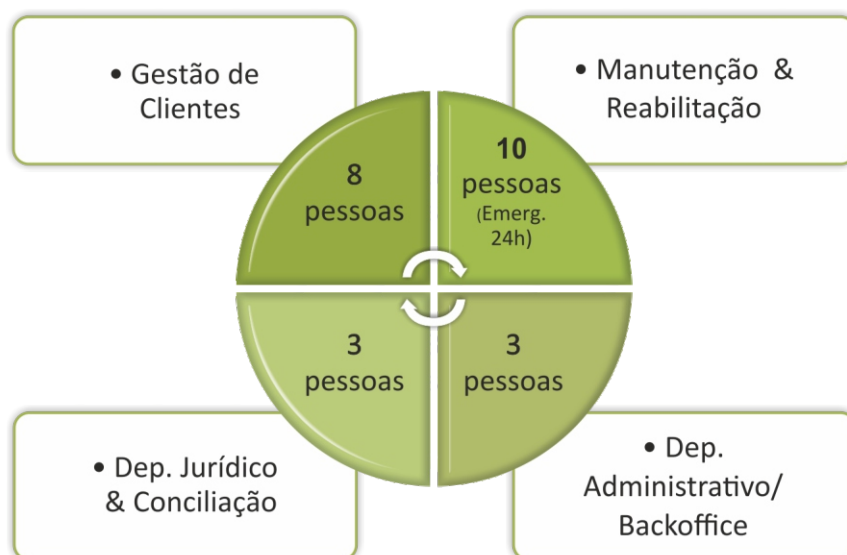 • Gestão de
Clientes
• Manutenção &
Reabilitação
8
pessoas
10
pessoas
(Emerg.
24h)
3
pessoas
3
pessoas
• Dep. Jurídico
& Conciliação
• Dep.
Administrativo/
Backoffice